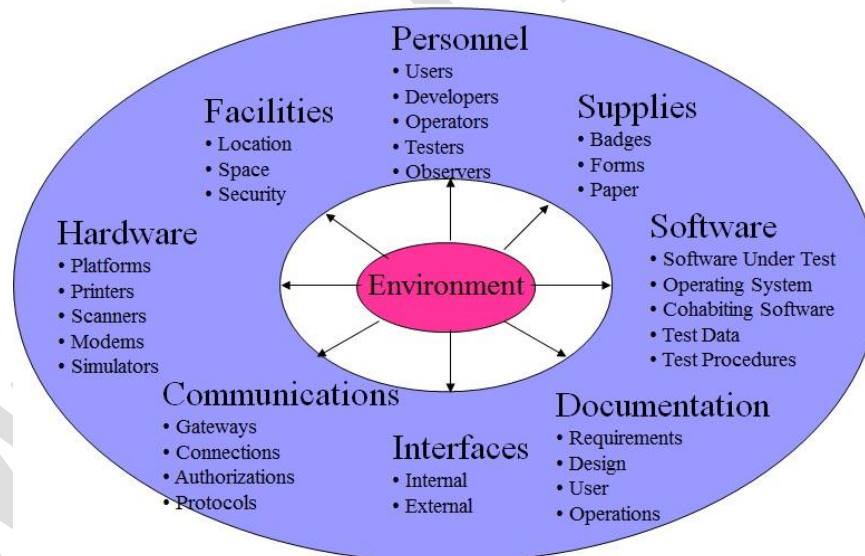 Personnel
• Users
• Developers
• Operators
• Testers
• Observers
Facilities
• Location
• Space
• Security
Supplies
• Badges
• Forms
• Paper
Hardware
• Platforms
• Printers
• Scanners
• Modems
• Simulators
Environment
Software
• Software Under Test
• Operating System
• Cohabiting Software
• Test Data
• Test Procedures
Communications
• Gateways
• Connections
• Authorizations
• Protocols
Interfaces
• Internal
• External
Documentation
• Requirements
• Design
• User
• Operations